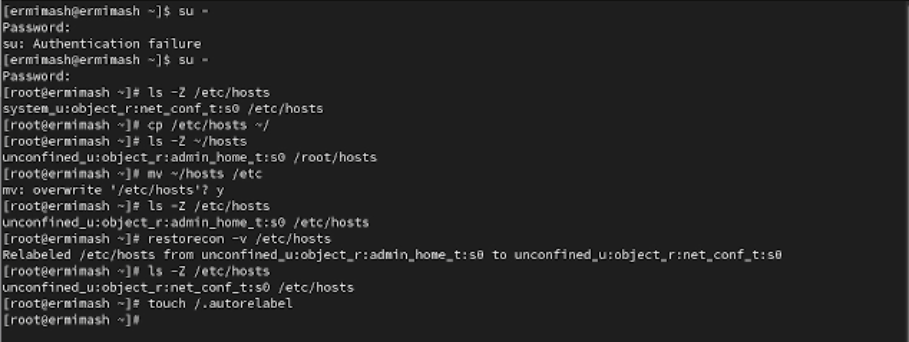 [ermimash@ermimash ~]$ su -
Password:
su: Authentication failure
[ermimash@ermimash ~]$ su -
Password:
[root@ermimash ~]# ls -Z /etc/hosts
system_u:object_r:net_conf_t:s0 /etc/hosts
[root@ermimash ~]# cp /etc/hosts ~/
[root@ermimash ~]# ls -Z ~/hosts
unconfined_u:object_r:admin_home_t:s0 /root/hosts
[root@ermimash ~]# mv ~/hosts /etc
mv: overwrite '/etc/hosts'? y
[root@ermimash ~]# ls -Z /etc/hosts
unconfined_u:object_r:admin_home_t:s0 /etc/hosts
[root@ermimash ~]# restorecon -v /etc/hosts
Relabeled /etc/hosts from unconfined_u:object_r:admin_home_t:s0 to unconfined_u:object_r:net_conf_t:s0
[root@ermimash ~]# ls -Z /etc/hosts
unconfined_u:object_r:net_conf_t:s0 /etc/hosts
[root@ermimash ~]# touch /.autorelabel
[root@ermimash ~]#